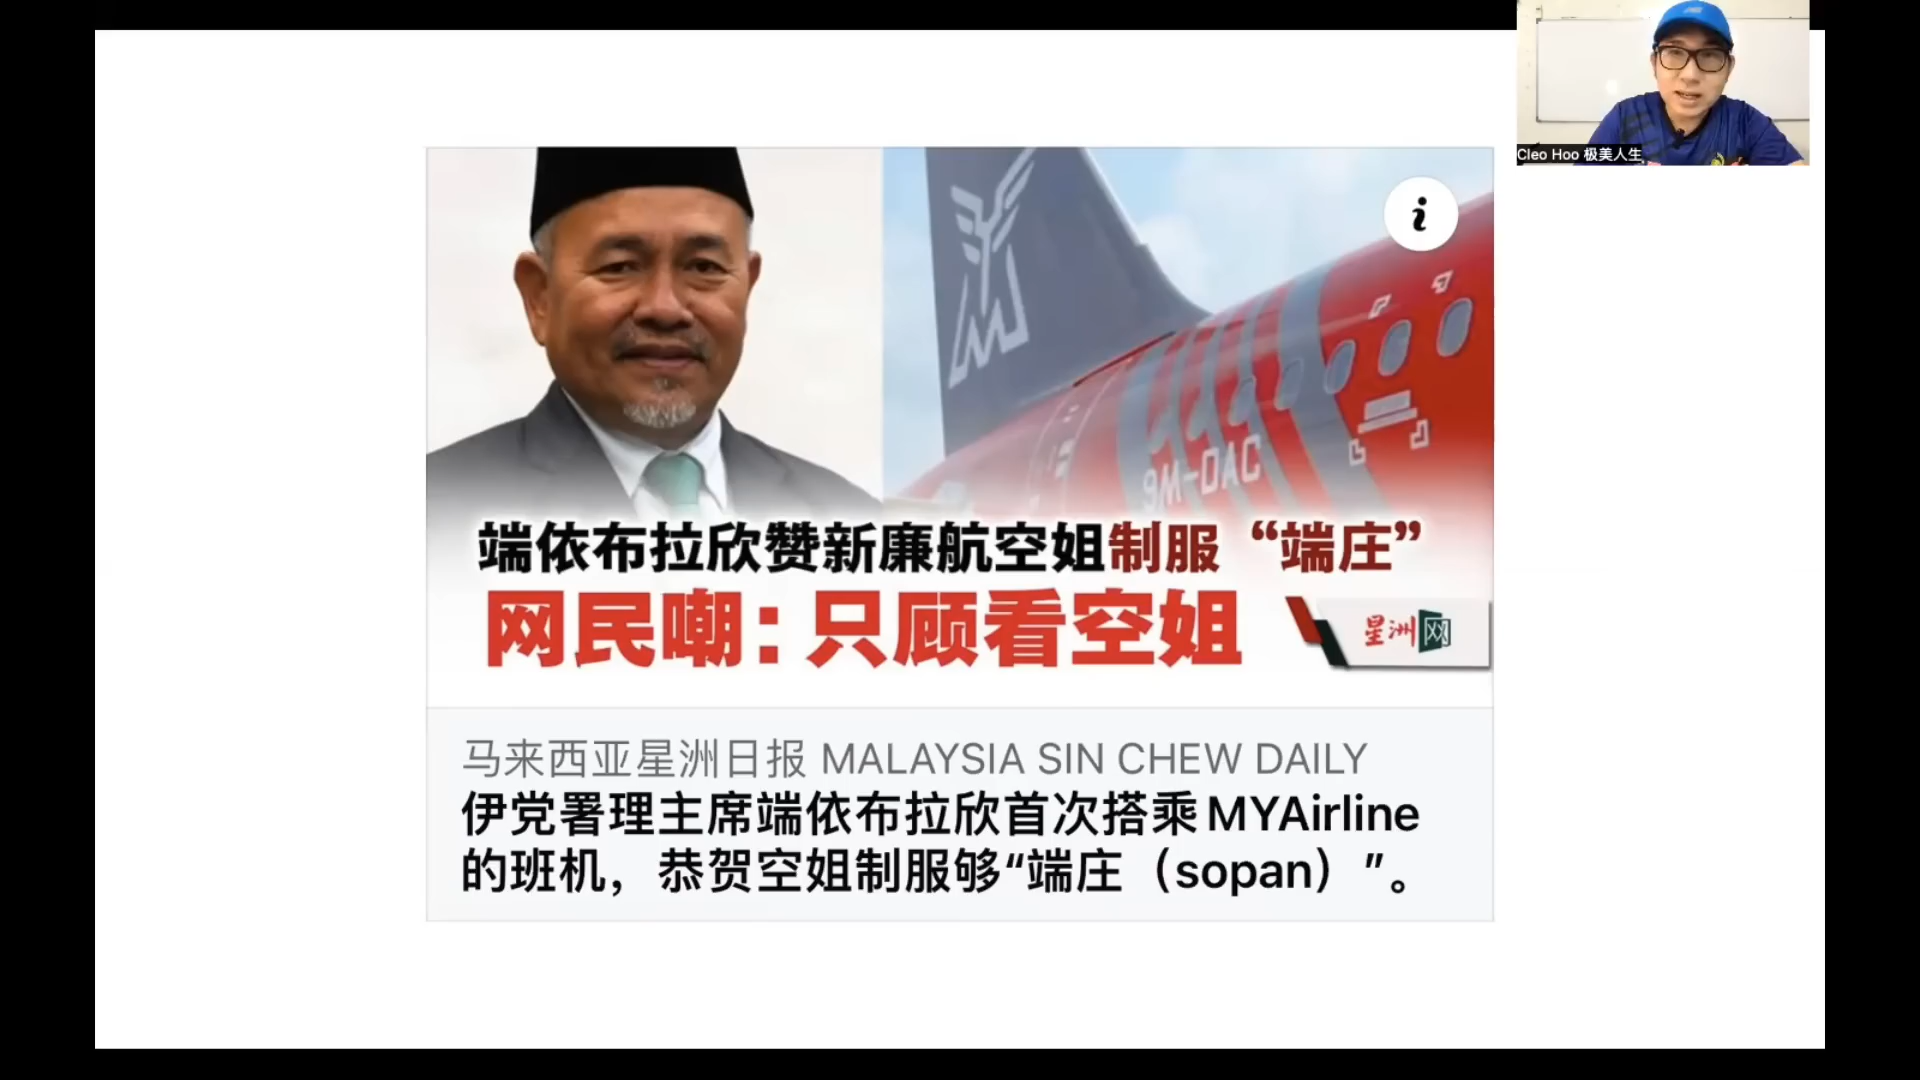 Cleo Hoo 极美人生
i
9M-DAC
端依布拉欣赞新廉航空姐制服“端庄”
网民嘲：只顾看空姐
星洲网
马来西亚星洲日报 MALAYSIA SIN CHEW DAILY
伊党署理主席端依布拉欣首次搭乘MYAirline
的班机，恭贺空姐制服够“端庄（sopan）”。